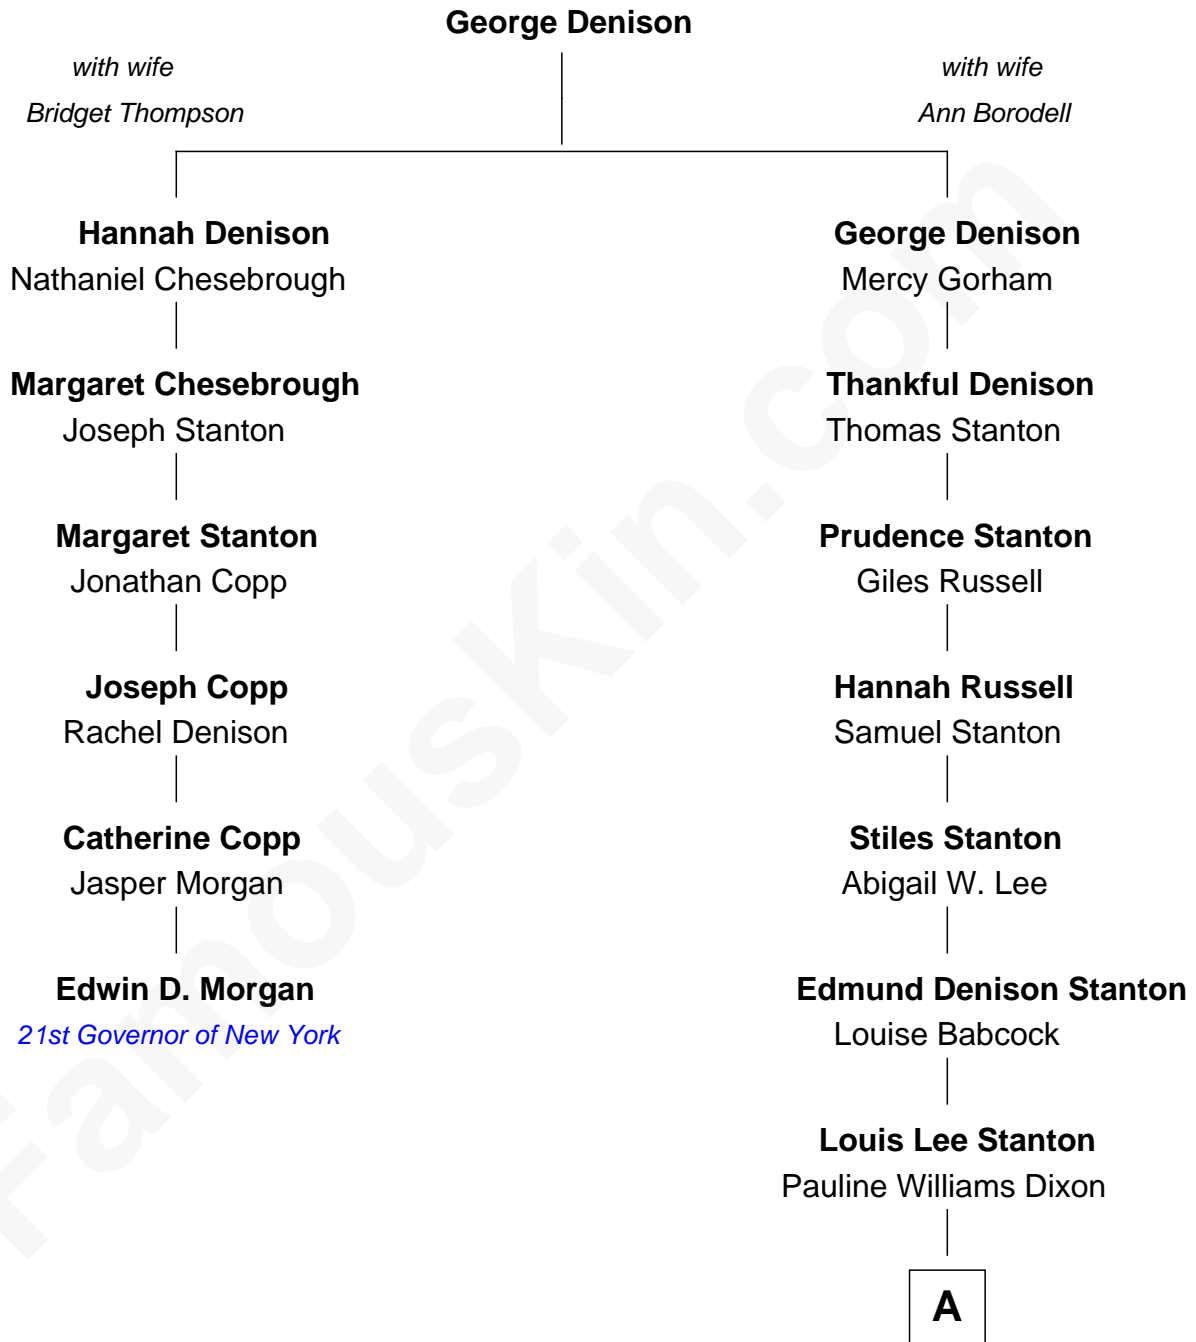 George Denison
with wife
Bridget Thompson
with wife
Ann Borodell
Hannah Denison
Nathaniel Chesebrough
George Denison
Mercy Gorham
Margaret Chesebrough
Joseph Stanton
Thankful Denison
Thomas Stanton
Margaret Stanton
Jonathan Copp
Prudence Stanton
Giles Russell
Joseph Copp
Rachel Denison
Hannah Russell
Samuel Stanton
Catherine Copp
Jasper Morgan
Stiles Stanton
Abigail W. Lee
Edwin D. Morgan
21st Governor of New York
Edmund Denison Stanton
Louise Babcock
Louis Lee Stanton
Pauline Williams Dixon
A
FamousKin.com